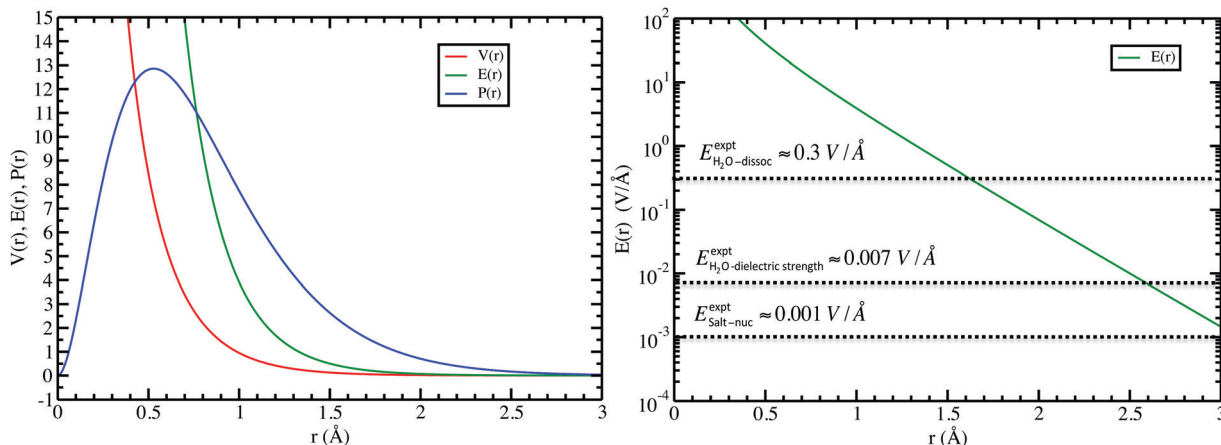 15
14
13
12
11
10
9
8
7
6
5
4
3
2
1
0
-1
V(r), E(r), P(r)
V(r)
E(r)
P(r)
0 0.5 1 1.5 2 2.5 3
r (Å)
10^2
10^1
10^0
10^-1
10^-2
10^-3
10^-4
E(r) (V/Å)
E(r)
E^expt_H₂O−dissoc ≈ 0.3 V / Å
E^expt_H₂O-dielectric strength ≈ 0.007 V / Å
E^expt_Salt−nuc ≈ 0.001 V / Å
0 0.5 1 1.5 2 2.5 3
r (Å)